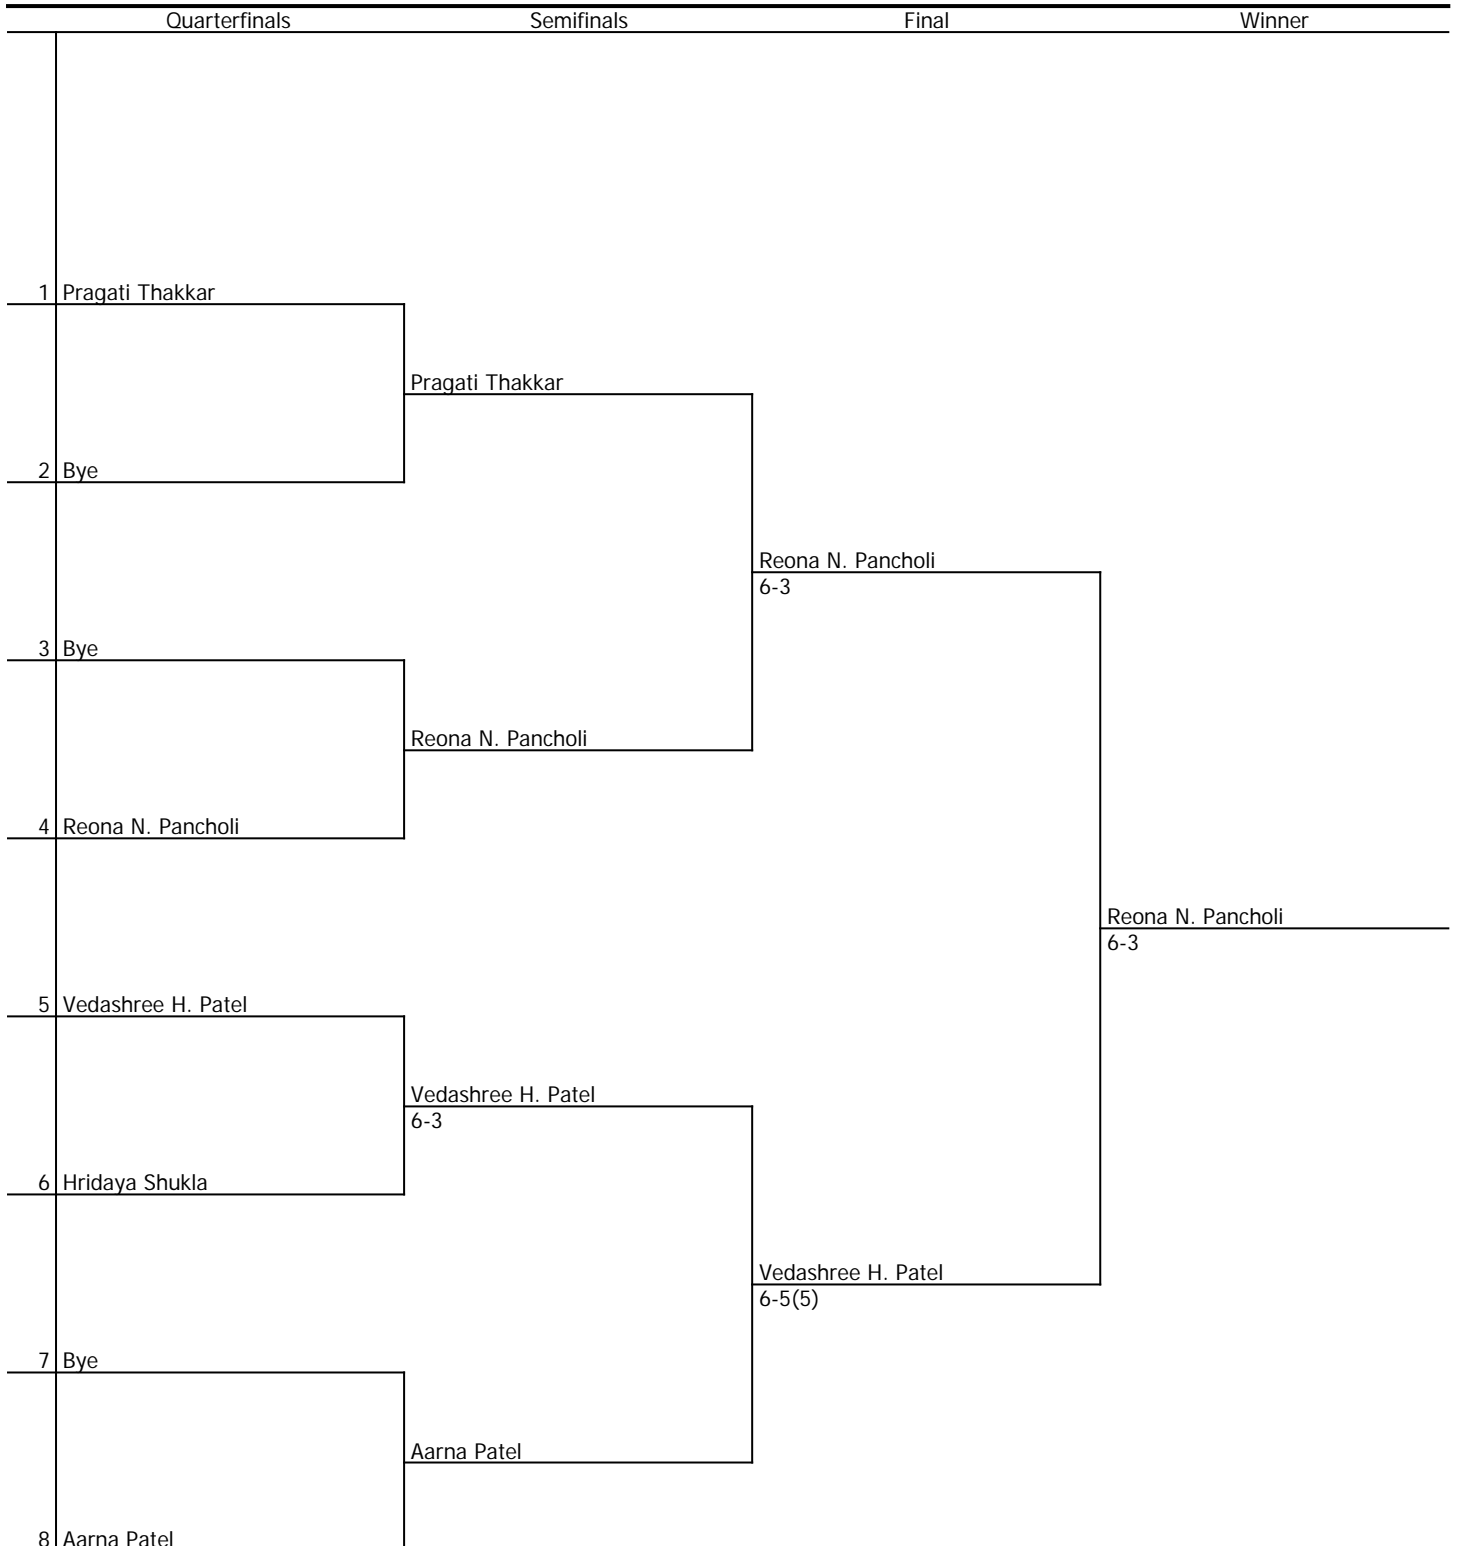 Quarterfinals Semifinals Final Winner
1 Pragati Thakkar
Pragati Thakkar
2 Bye
Reona N. Pancholi
6-3
3 Bye
Reona N. Pancholi
4 Reona N. Pancholi
Reona N. Pancholi
6-3
5 Vedashree H. Patel
Vedashree H. Patel
6-3
6 Hridaya Shukla
Vedashree H. Patel
6-5(5)
7 Bye
Aarna Patel
8 Aarna Patel